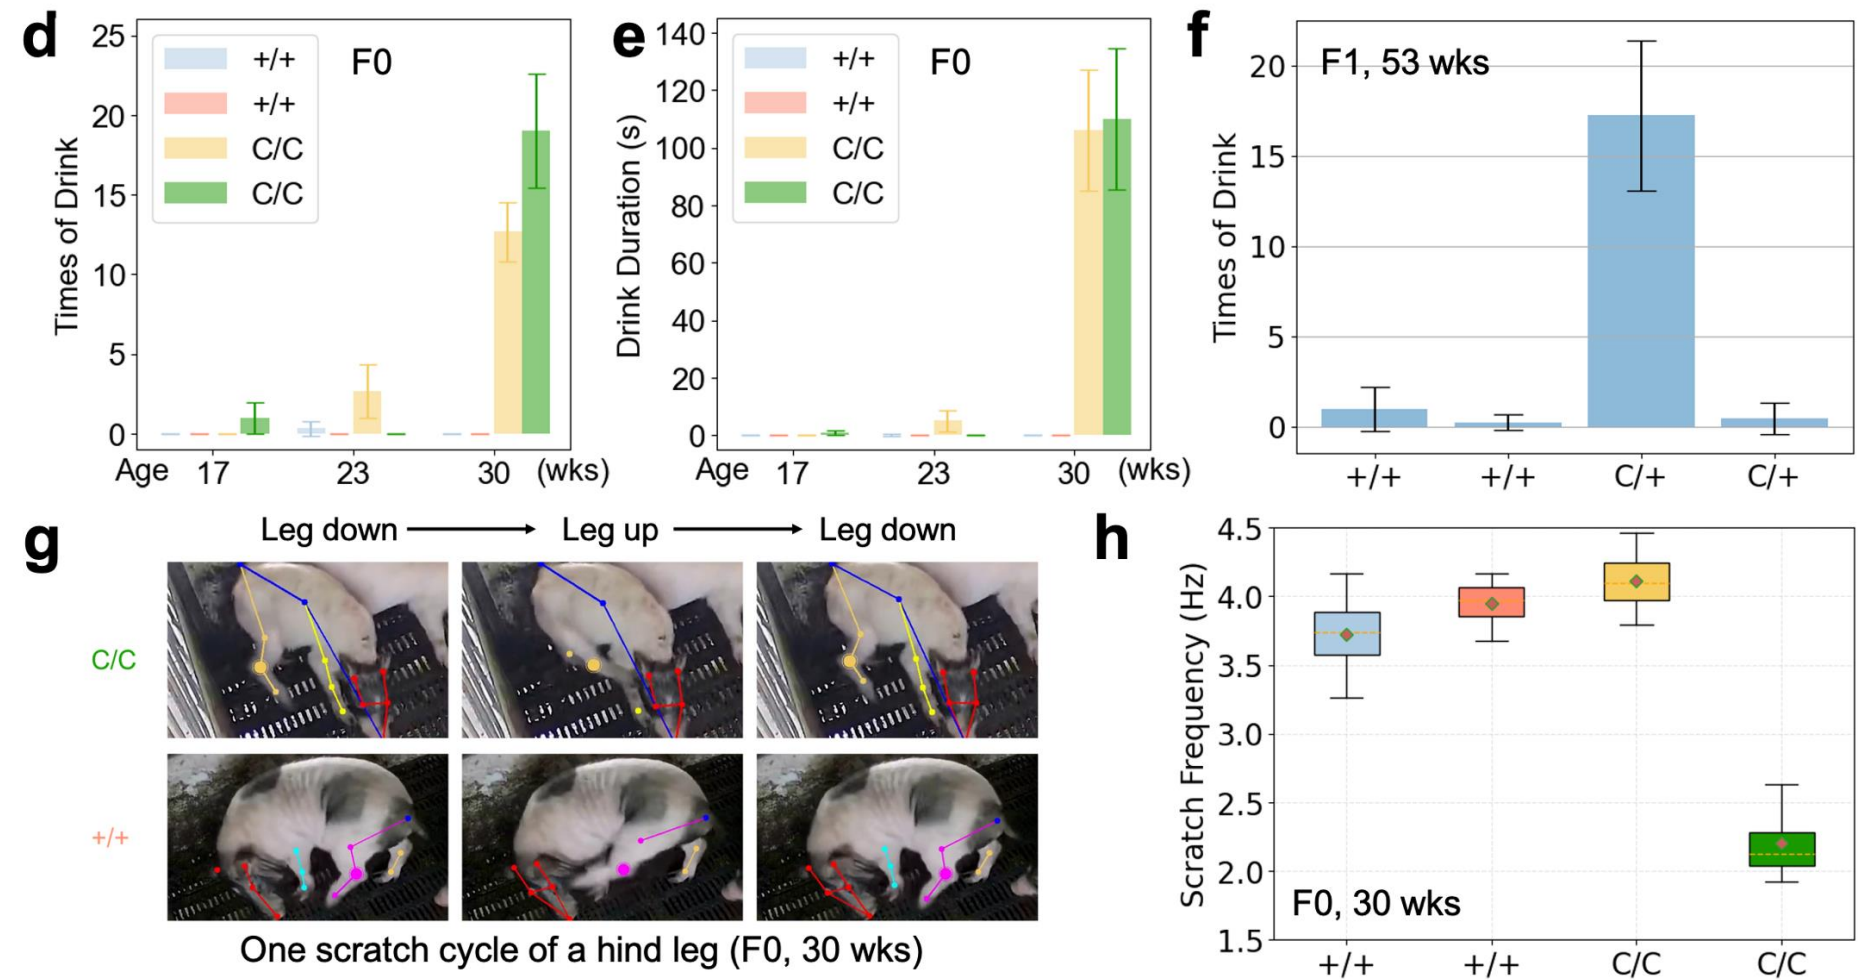 d
25
20
15
10
5
0
Times of Drink
+/+
+/+
C/C
C/C
F0
Age 17 23 30 (wks)
e
140
120
100
80
60
40
20
0
Drink Duration (s)
+/+
+/+
C/C
C/C
F0
Age 17 23 30 (wks)
f
20
15
10
5
0
Times of Drink
F1, 53 wks
+/+ +/+ C/+ C/+
g
Leg down Leg up Leg down
C/C
+/+
One scratch cycle of a hind leg (F0, 30 wks)
h
4.5
4.0
3.5
3.0
2.5
2.0
1.5
Scratch Frequency (Hz)
F0, 30 wks
+/+ +/+ C/C C/C